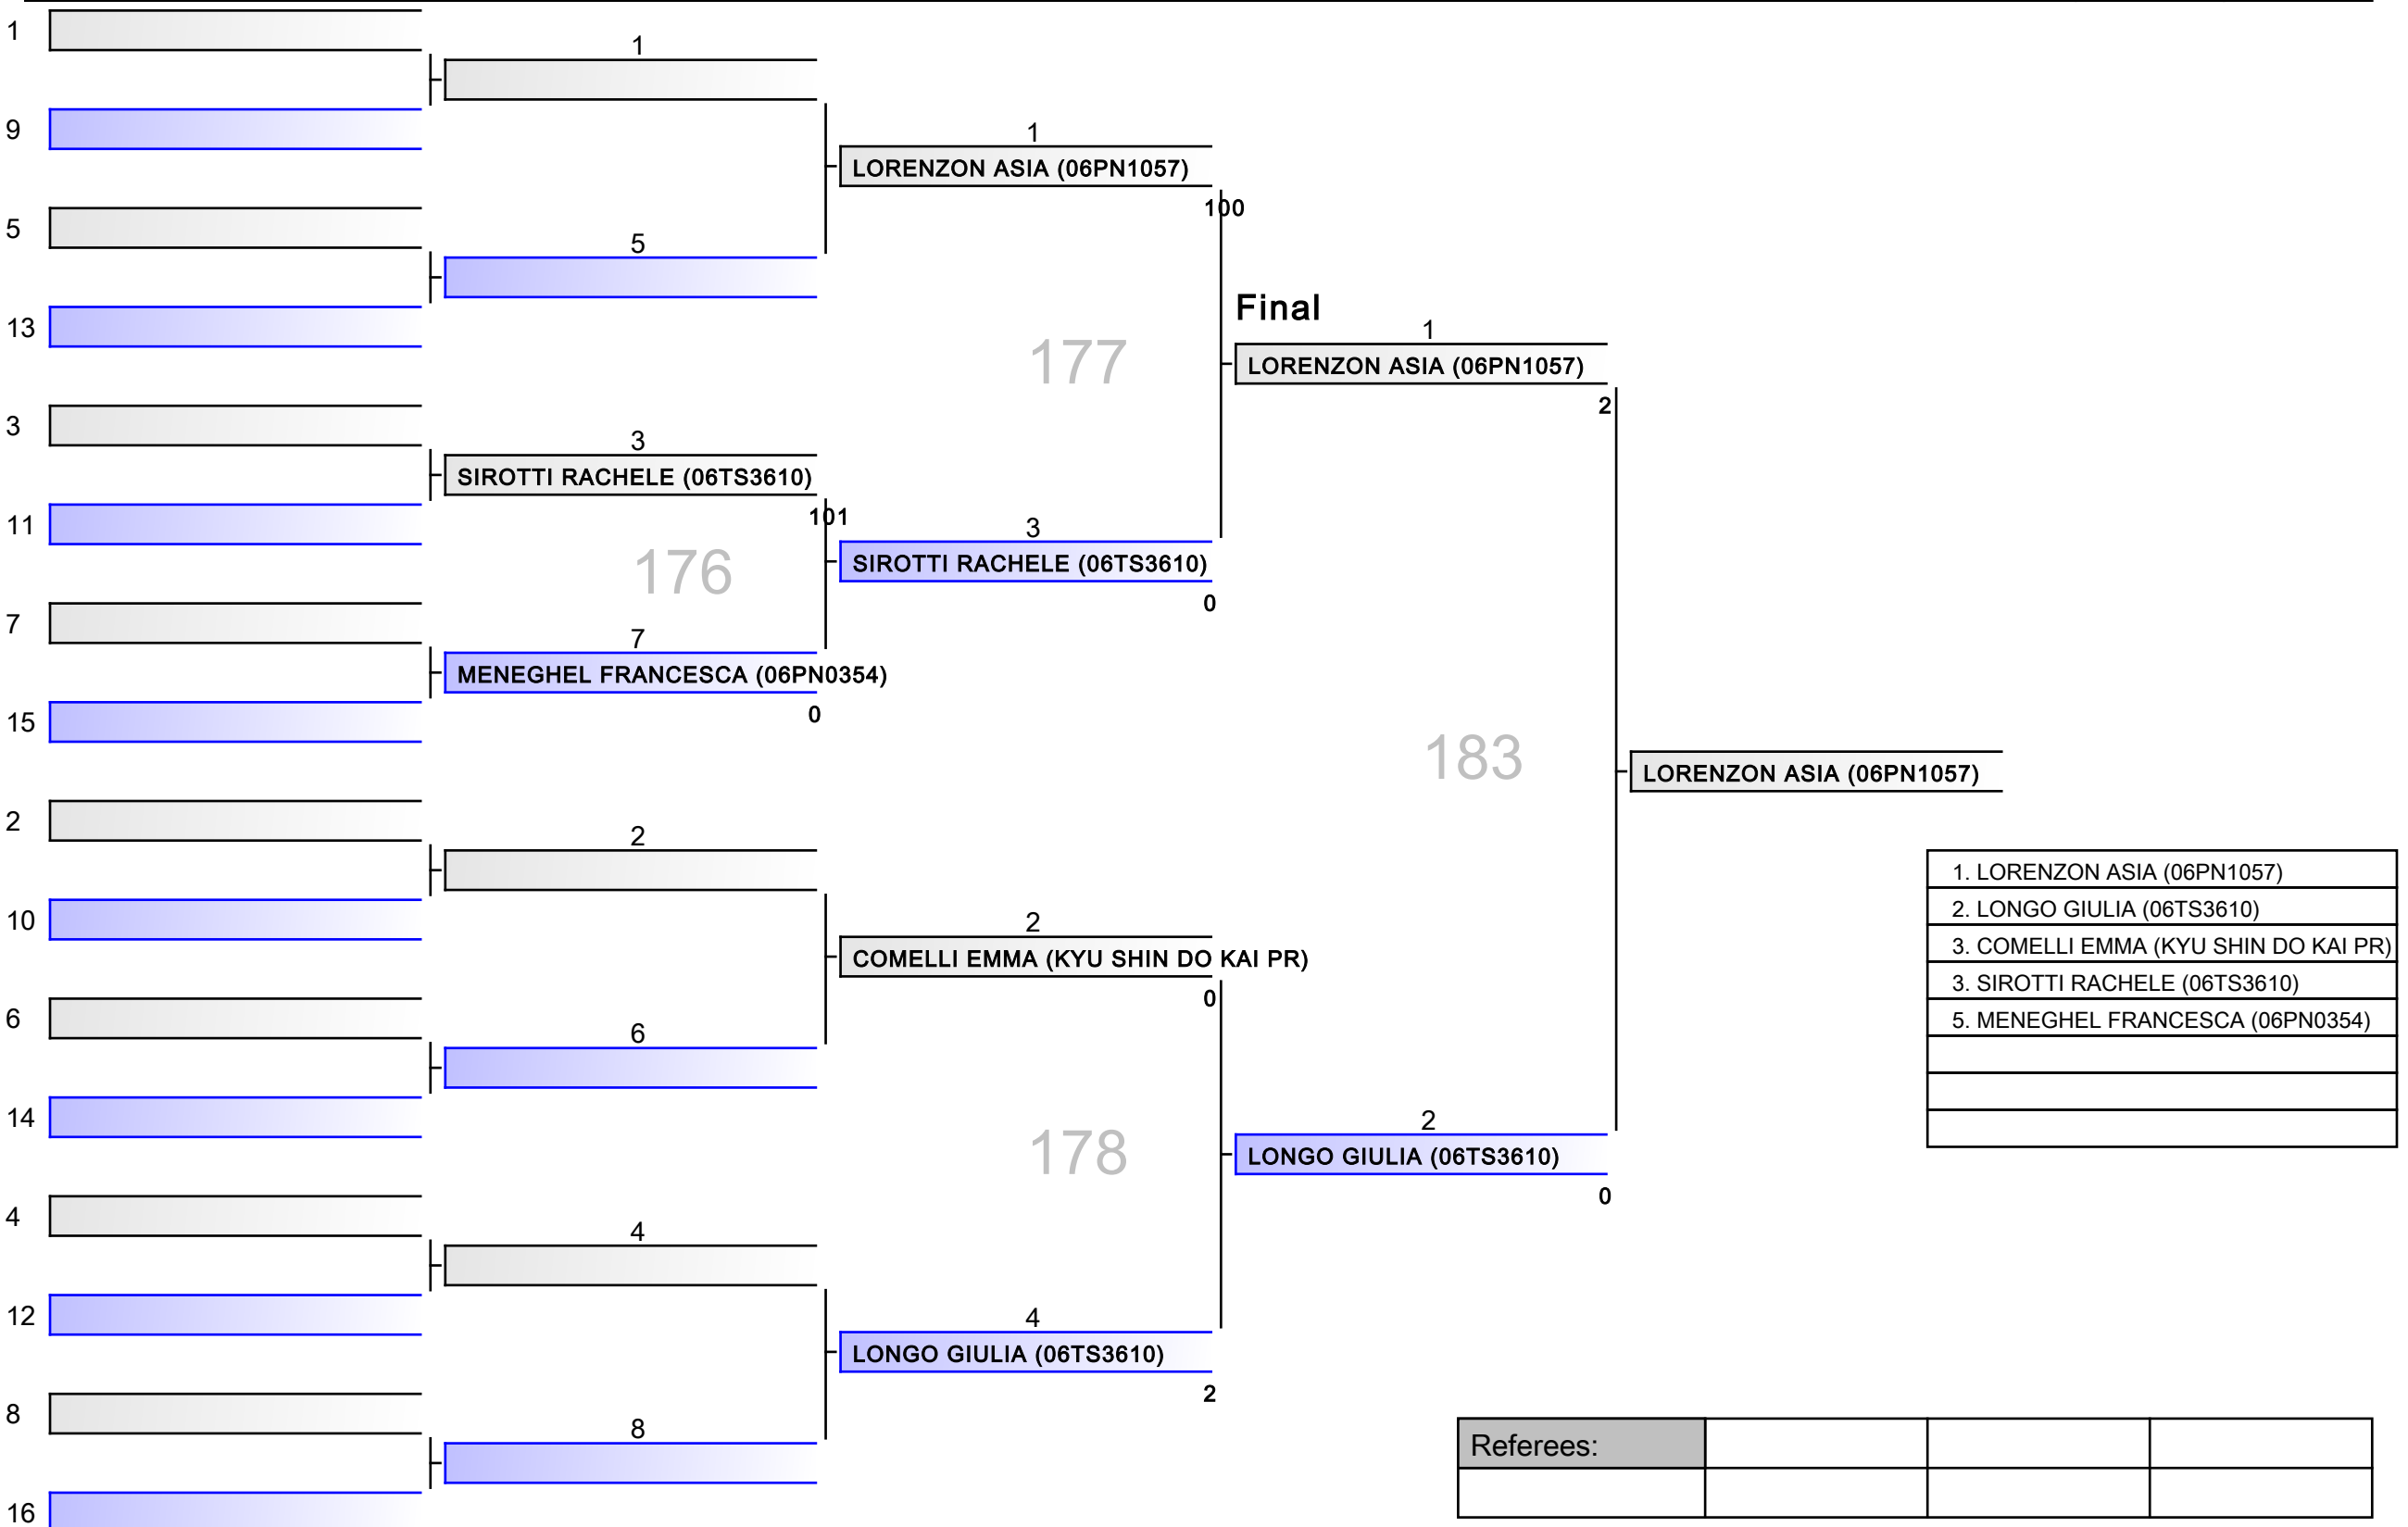 1
1
9
1
LORENZON ASIA (06PN1057)
100
5
5
13
Final
1
LORENZON ASIA (06PN1057)
2
177
3
3
SIROTTI RACHELE (06TS3610)
101
11
3
SIROTTI RACHELE (06TS3610)
0
176
7
7
MENEGHEL FRANCESCA (06PN0354)
0
15
183
LORENZON ASIA (06PN1057)
2
2
10
2
COMELLI EMMA (KYU SHIN DO KAI PR)
0
6
6
14
178
2
LONGO GIULIA (06TS3610)
0
4
4
12
4
LONGO GIULIA (06TS3610)
2
8
8
16
1. LORENZON ASIA (06PN1057)
2. LONGO GIULIA (06TS3610)
3. COMELLI EMMA (KYU SHIN DO KAI PR)
3. SIROTTI RACHELE (06TS3610)
5. MENEGHEL FRANCESCA (06PN0354)
Referees: